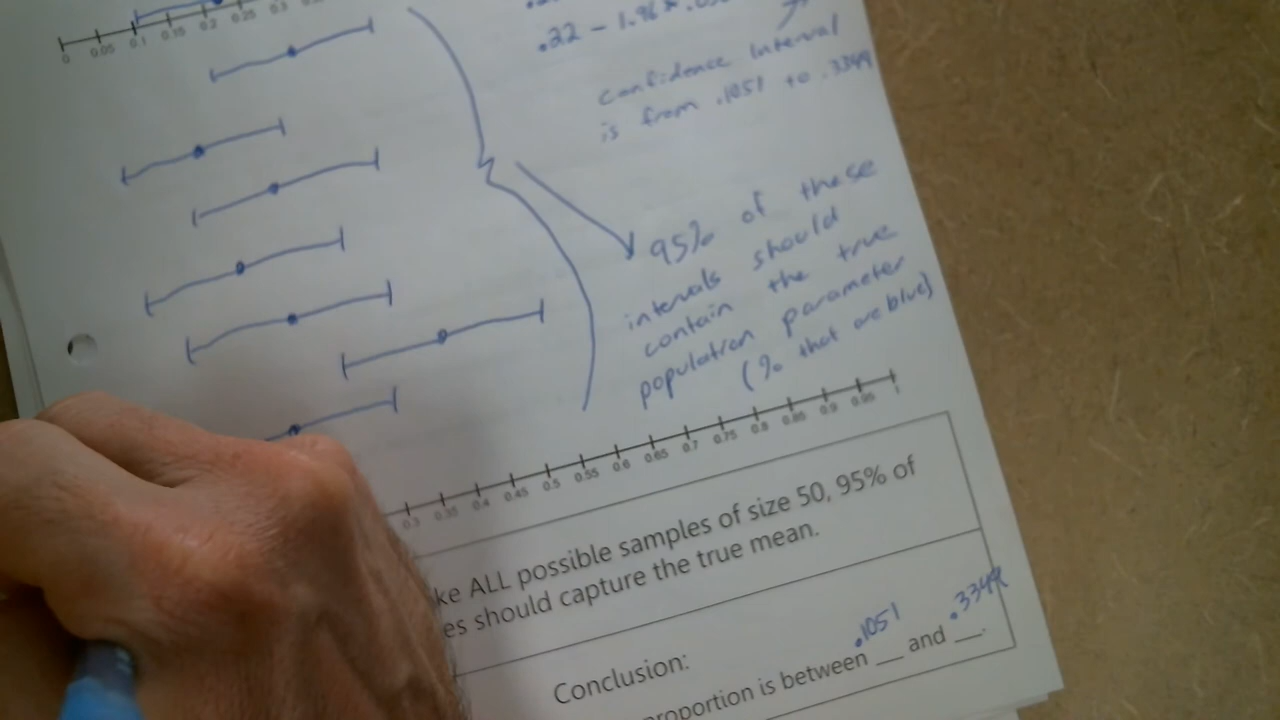 0 0.05 0.1 0.15 0.2 0.25 0.3
.22 - 1.96 *
confidence interval
is from .1051 to .3349
95% of these
intervals should
contain the true
population parameter
(% that are blue)
0.3 0.35 0.4 0.45 0.5 0.55 0.6 0.65 0.7 0.75 0.8 0.85 0.9 0.95 1
ke ALL possible samples of size 50, 95% of
es should capture the true mean.
Conclusion:
.1051 .3349
proportion is between __ and __.